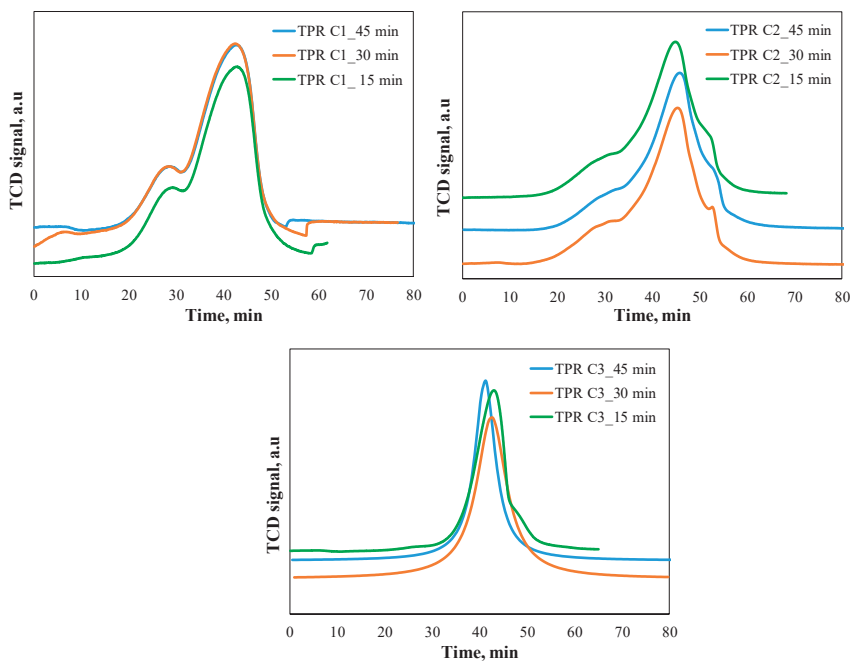 TCD signal, a.u
TPR C1_45 min
TPR C1_30 min
TPR C1_ 15 min
0 10 20 30 40 50 60 70 80
Time, min
TCD signal, a.u
TPR C2_45 min
TPR C2_30 min
TPR C2_15 min
0 10 20 30 40 50 60 70 80
Time, min
TCD signal, a.u
TPR C3_45 min
TPR C3_30 min
TPR C3_15 min
0 10 20 30 40 50 60 70 80
Time, min